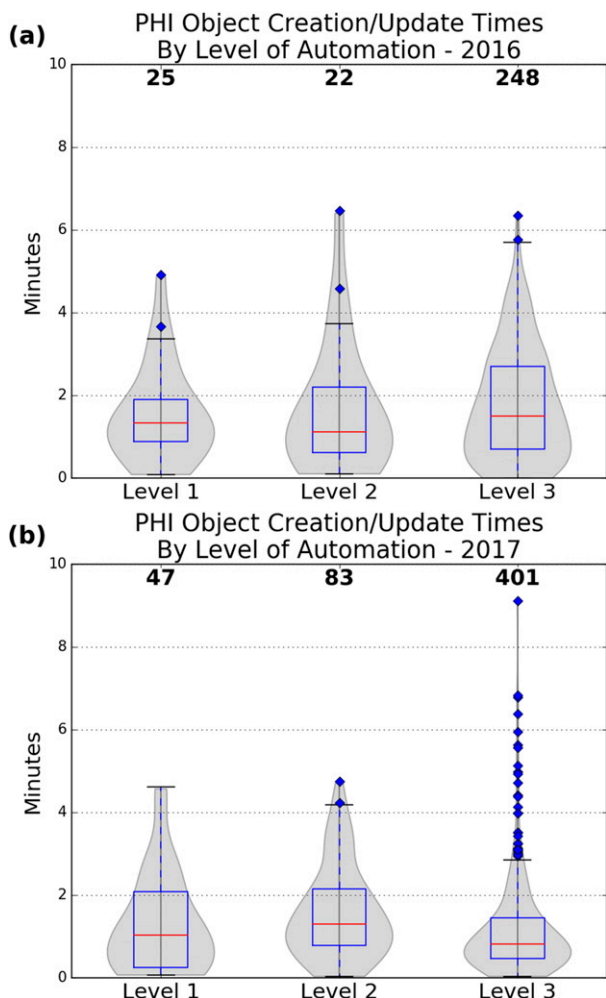 (a) PHI Object Creation/Update Times
By Level of Automation - 2016
10
25 22 248
8
6
Minutes
4
2
0
Level 1 Level 2 Level 3
(b) PHI Object Creation/Update Times
By Level of Automation - 2017
10
47 83 401
8
6
Minutes
4
2
0
Level 1 Level 2 Level 3